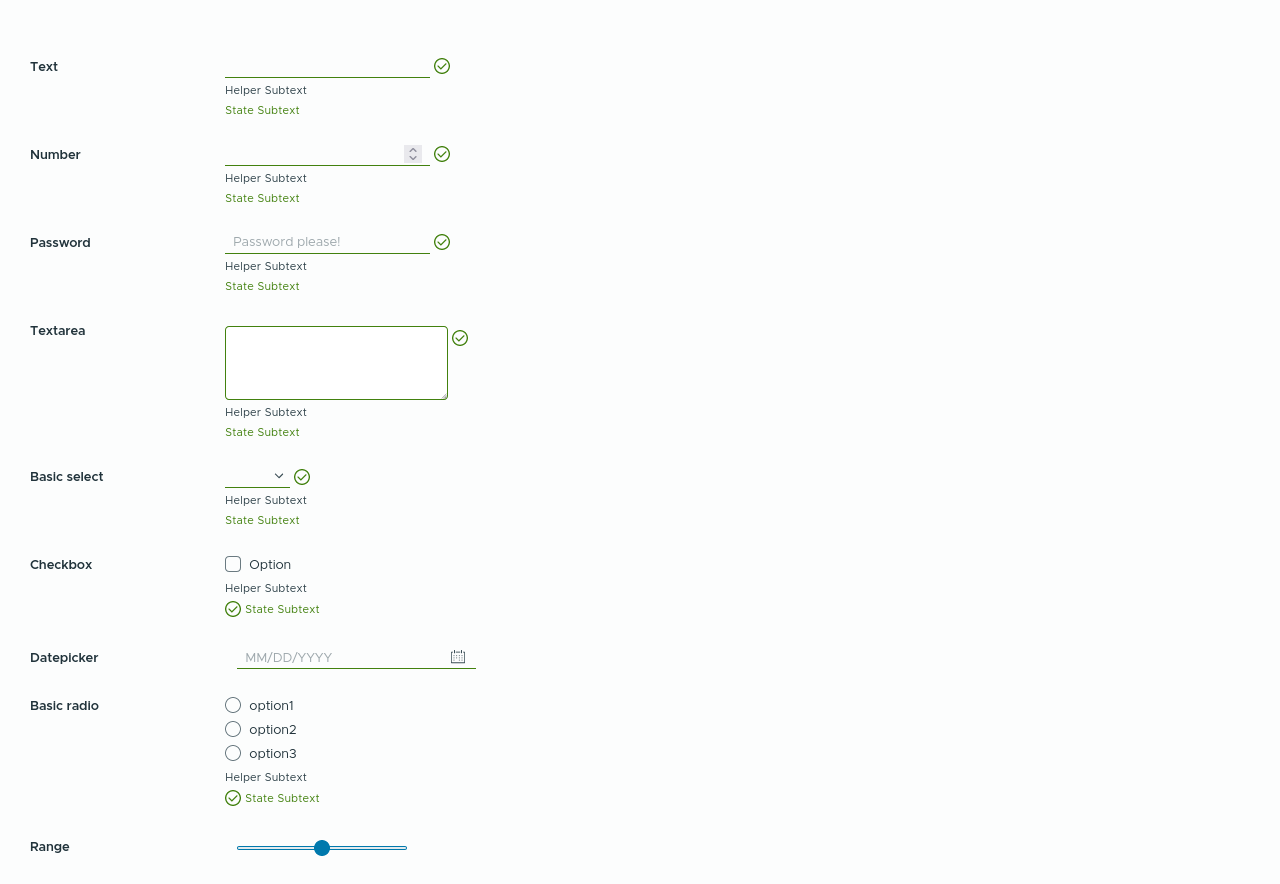 Text
Helper Subtext
State Subtext
Number
Helper Subtext
State Subtext
Password
Password please!
Helper Subtext
State Subtext
Textarea
Helper Subtext
State Subtext
Basic select
Helper Subtext
State Subtext
Checkbox
Option
Helper Subtext
State Subtext
Datepicker
MM/DD/YYYY
Basic radio
option1
option2
option3
Helper Subtext
State Subtext
Range